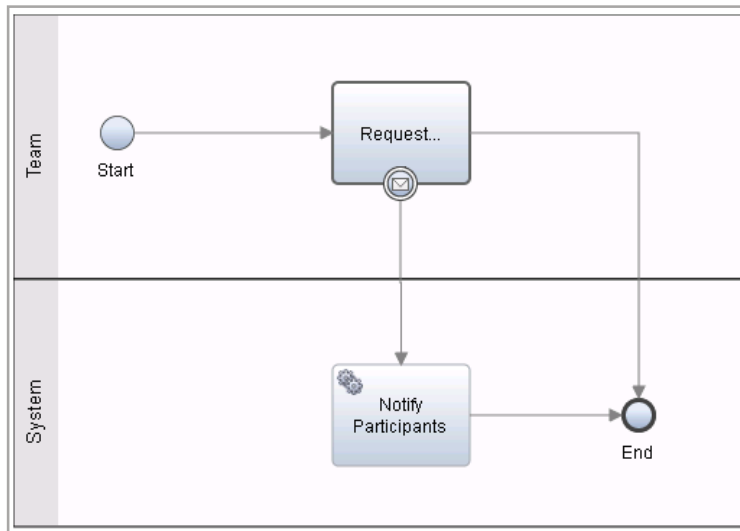 Team
Start
Request...
System
Notify
Participants
End